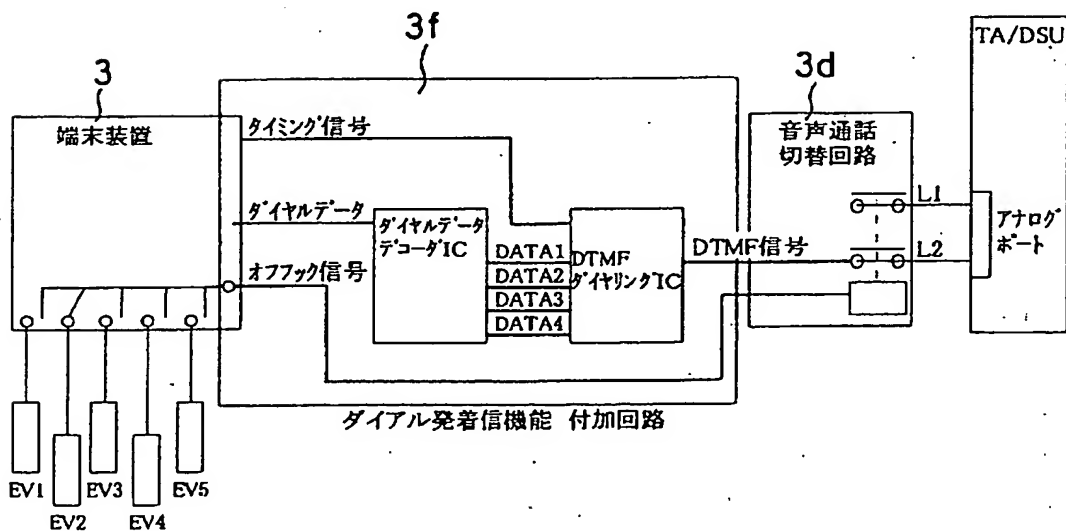 3f
TA/DSU
3
3d
端末装置
タイミング信号
音声通話
切替回路
L1
ダイヤルデータ
ダイヤルデータ
デコーダIC
アナログ
ポート
DATA1
DTMF
ダイヤリングIC
DTMF信号
L2
オフフック信号
DATA2
DATA3
DATA4
ダイアル発着信機能 付加回路
EV1
EV3
EV5
EV2
EV4